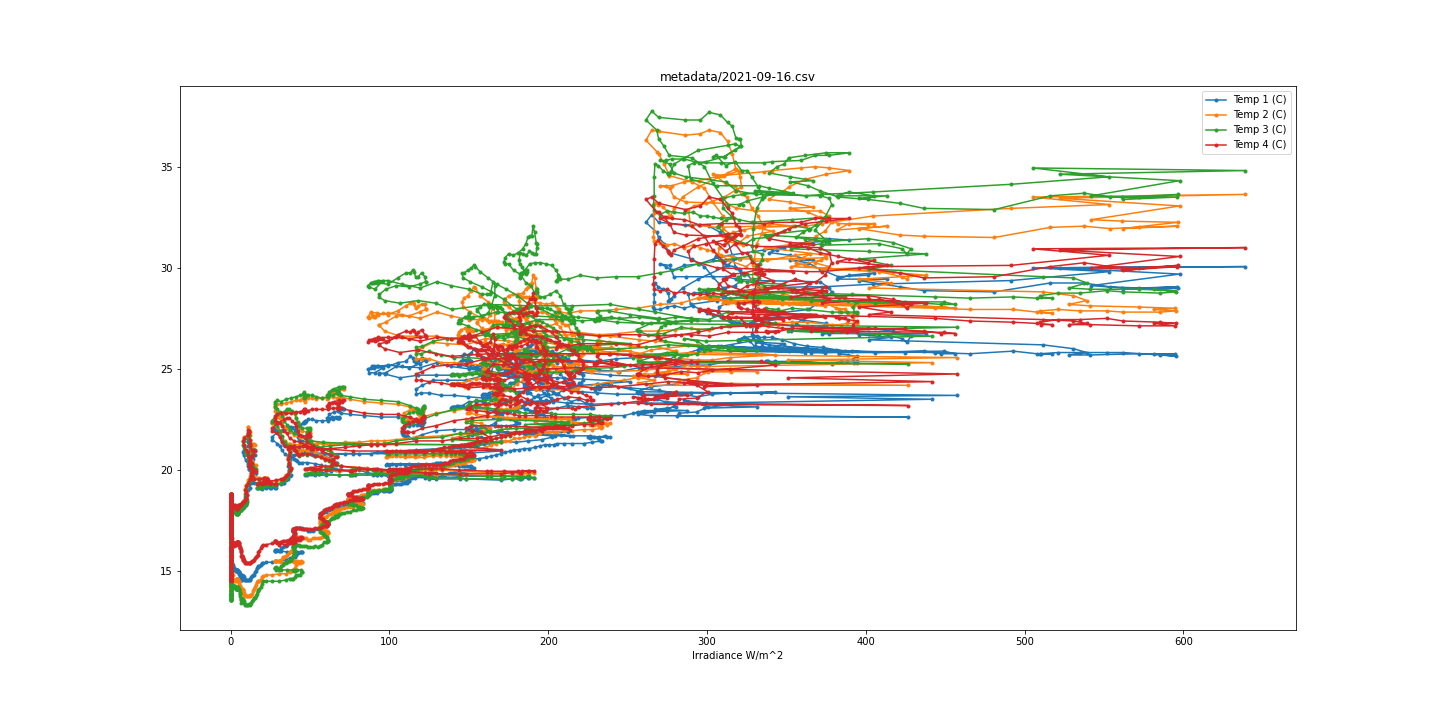 metadata/2021-09-16.csv
Temp 1 (C)
Temp 2 (C)
Temp 3 (C)
Temp 4 (C)
35
30
25
20
15
0 100 200 300 400 500 600
Irradiance W/m^2